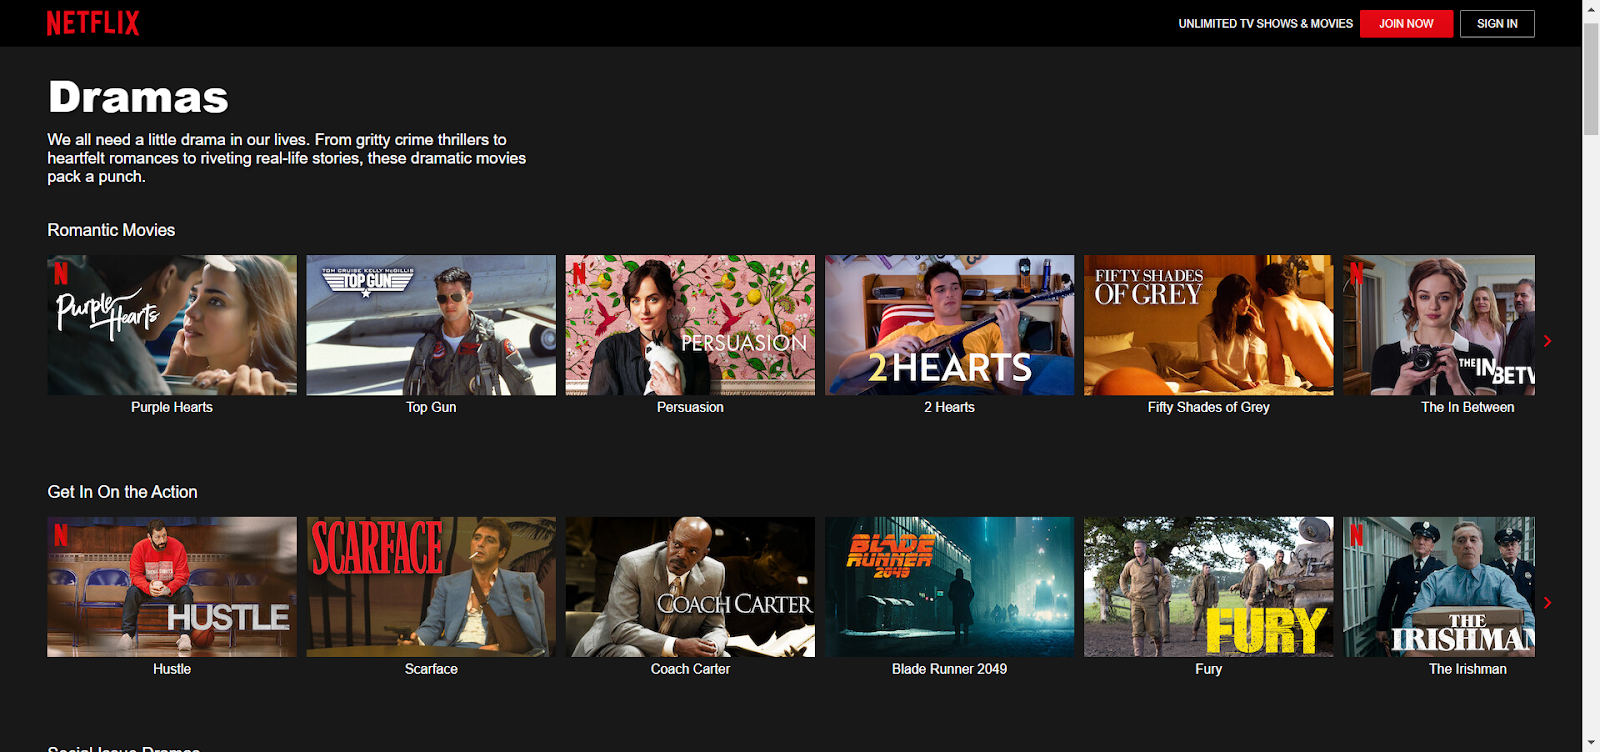 NETFLIX
UNLIMITED TV SHOWS & MOVIES
JOIN NOW
SIGN IN
Dramas
We all need a little drama in our lives. From gritty crime thrillers to
heartfelt romances to riveting real-life stories, these dramatic movies
pack a punch.
Romantic Movies
N
Purple Hearts
TOM CRUISE KELLY McGILLIS
TOP GUN
N
PERSUASION
2 HEARTS
FIFTY SHADES
OF GREY
N
THE IN
BETW
Purple Hearts
Top Gun
Persuasion
2 Hearts
Fifty Shades of Grey
The In Between
Get In On the Action
N
HUSTLE
SCARFACE
COACH CARTER
BLADE
RUNNER
2049
FURY
N
THE
IRISHMAN
Hustle
Scarface
Coach Carter
Blade Runner 2049
Fury
The Irishman
Social Issue Dramas